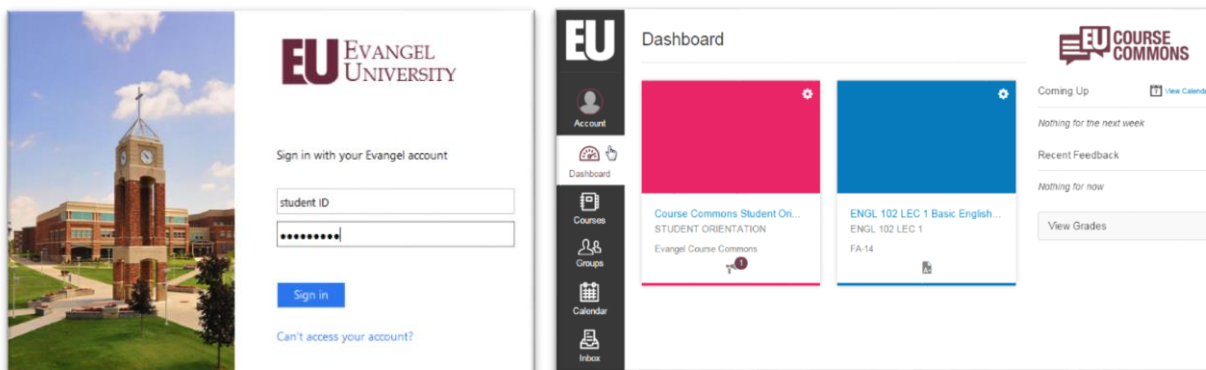 EU EVANGEL
UNIVERSITY
Sign in with your Evangel account
student ID
•••••••••
Sign in
Can't access your account?
EU
Account
Dashboard
Courses
Groups
Calendar
Inbox
Dashboard
Course Commons Student Ori...
STUDENT ORIENTATION
Evangel Course Commons
1
ENGL 102 LEC 1 Basic English...
ENGL 102 LEC 1
FA-14
EU COURSE
COMMONS
Coming Up
View Calenda
Nothing for the next week
Recent Feedback
Nothing for now
View Grades